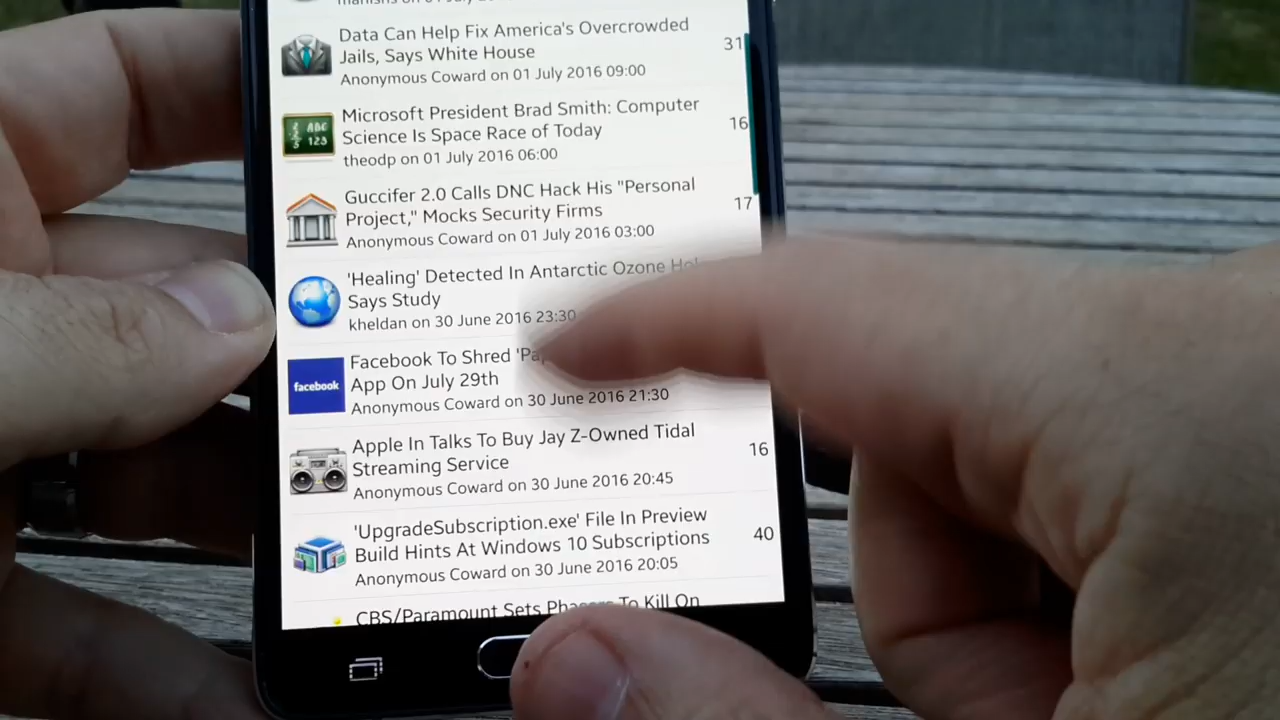 Data Can Help Fix America's Overcrowded
Jails, Says White House
31
Anonymous Coward on 01 July 2016 09:00
ABC
123
Microsoft President Brad Smith: Computer
Science Is Space Race of Today
16
theodp on 01 July 2016 06:00
Guccifer 2.0 Calls DNC Hack His "Personal
Project," Mocks Security Firms
17
Anonymous Coward on 01 July 2016 03:00
'Healing' Detected In Antarctic Ozone
Says Study
kheldan on 30 June 2016 23:30
facebook
Facebook To Shred
App On July 29th
Anonymous Coward on 30 June 2016 21:30
Apple In Talks To Buy Jay Z-Owned Tidal
Streaming Service
16
Anonymous Coward on 30 June 2016 20:45
'UpgradeSubscription.exe' File In Preview
Build Hints At Windows 10 Subscriptions
40
Anonymous Coward on 30 June 2016 20:05
CBS/Paramount Sets To Kill On